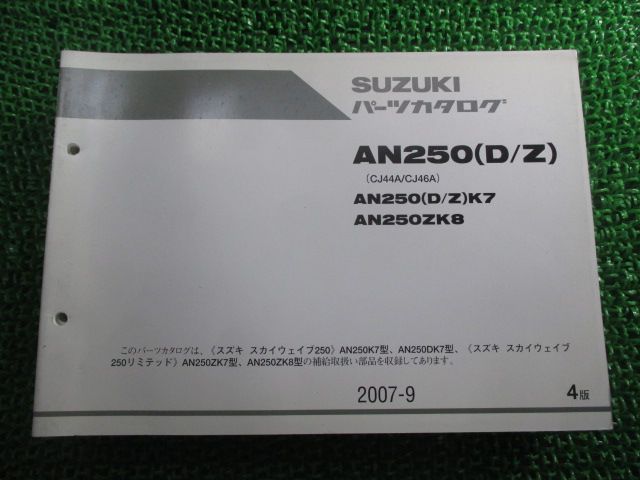 SUZUKI
パーツカタログ
AN250(D/Z)
(CJ44A/CJ46A)
AN250(D/Z)K7
AN250ZK8
このパーツカタログは、〈スズキ スカイウェイブ250〉AN250K7型、AN250DK7型、〈スズキ スカイウェイブ
250リミテッド〉AN250ZK7型、AN250ZK8型の補給取扱い部品を収録してあります。
2007-9
4版